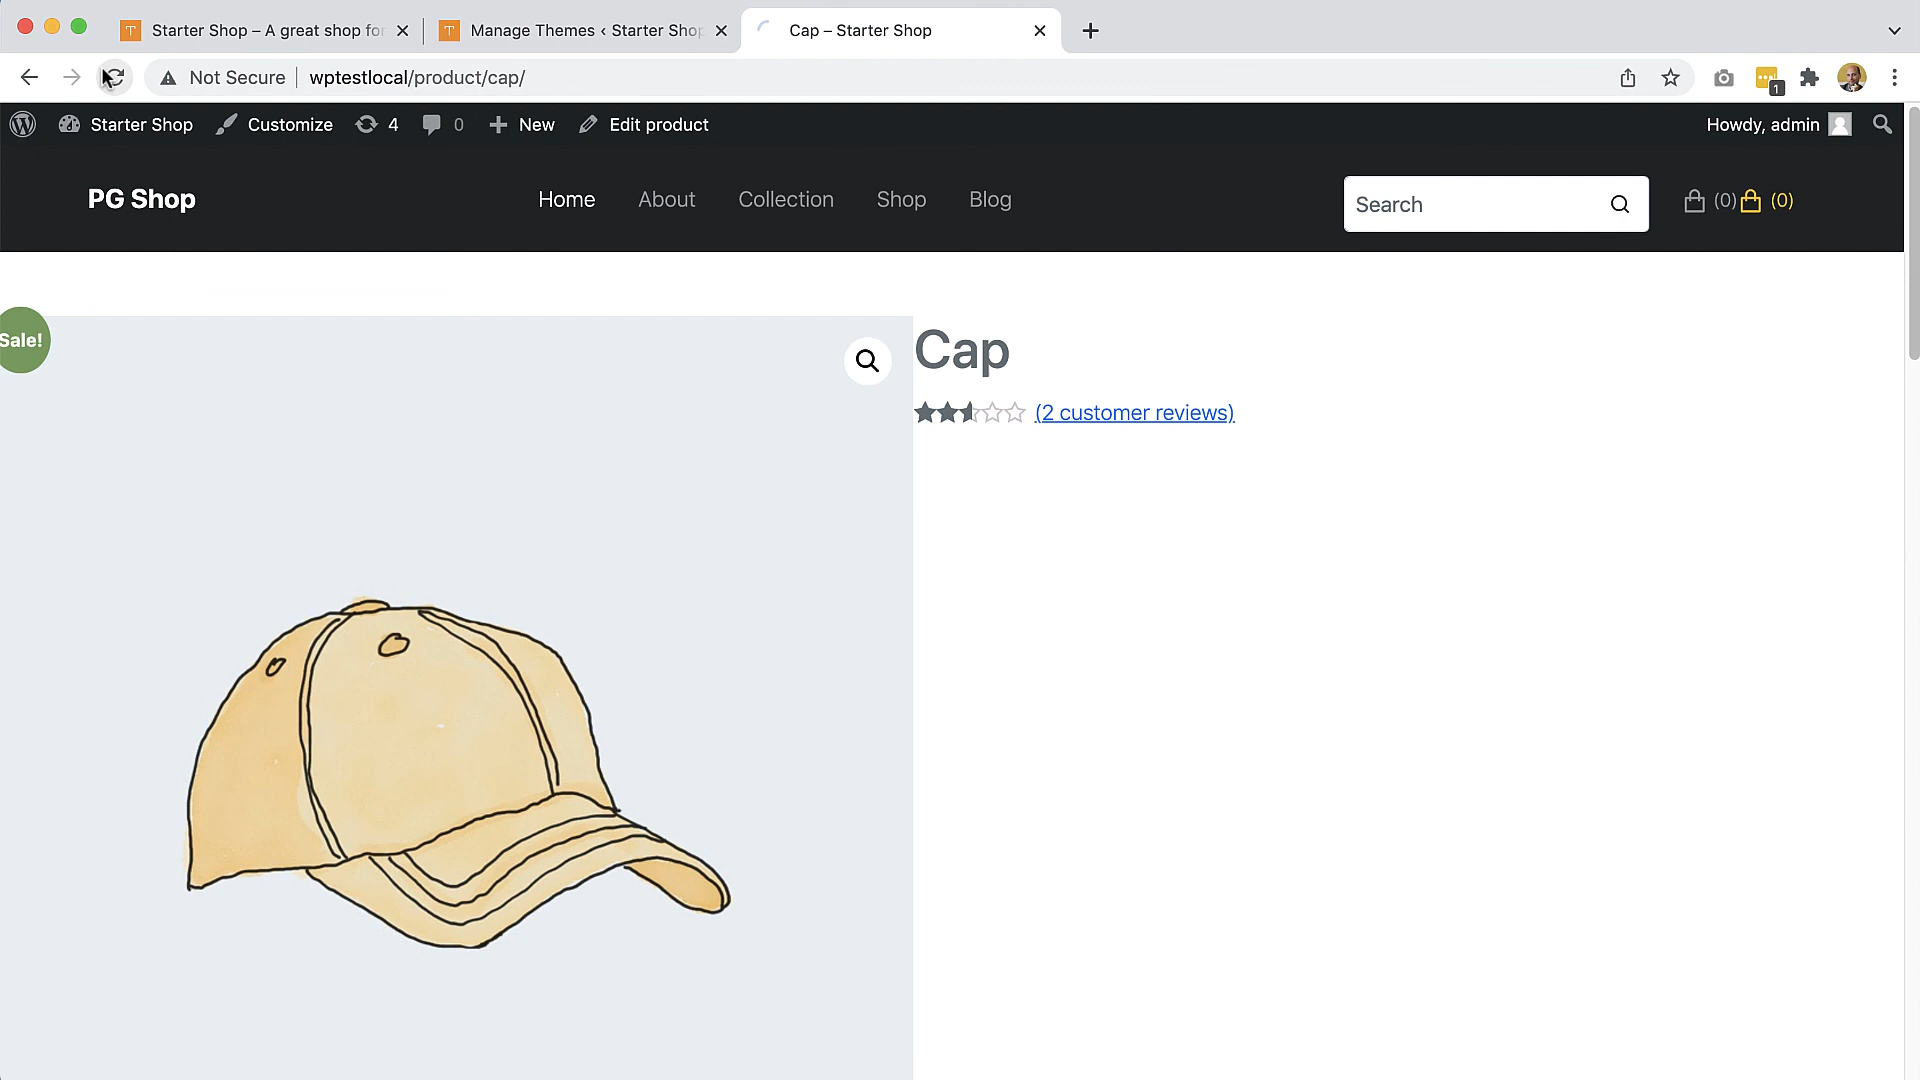 Starter Shop – A great shop for
Manage Themes ‹ Starter Shop
Cap – Starter Shop
Not Secure
wptestlocal/product/cap/
1
Starter Shop
Customize
4
0
New
Edit product
Howdy, admin
PG Shop
Home
About
Collection
Shop
Blog
Search
(0)
(0)
Sale!
Cap
(2 customer reviews)